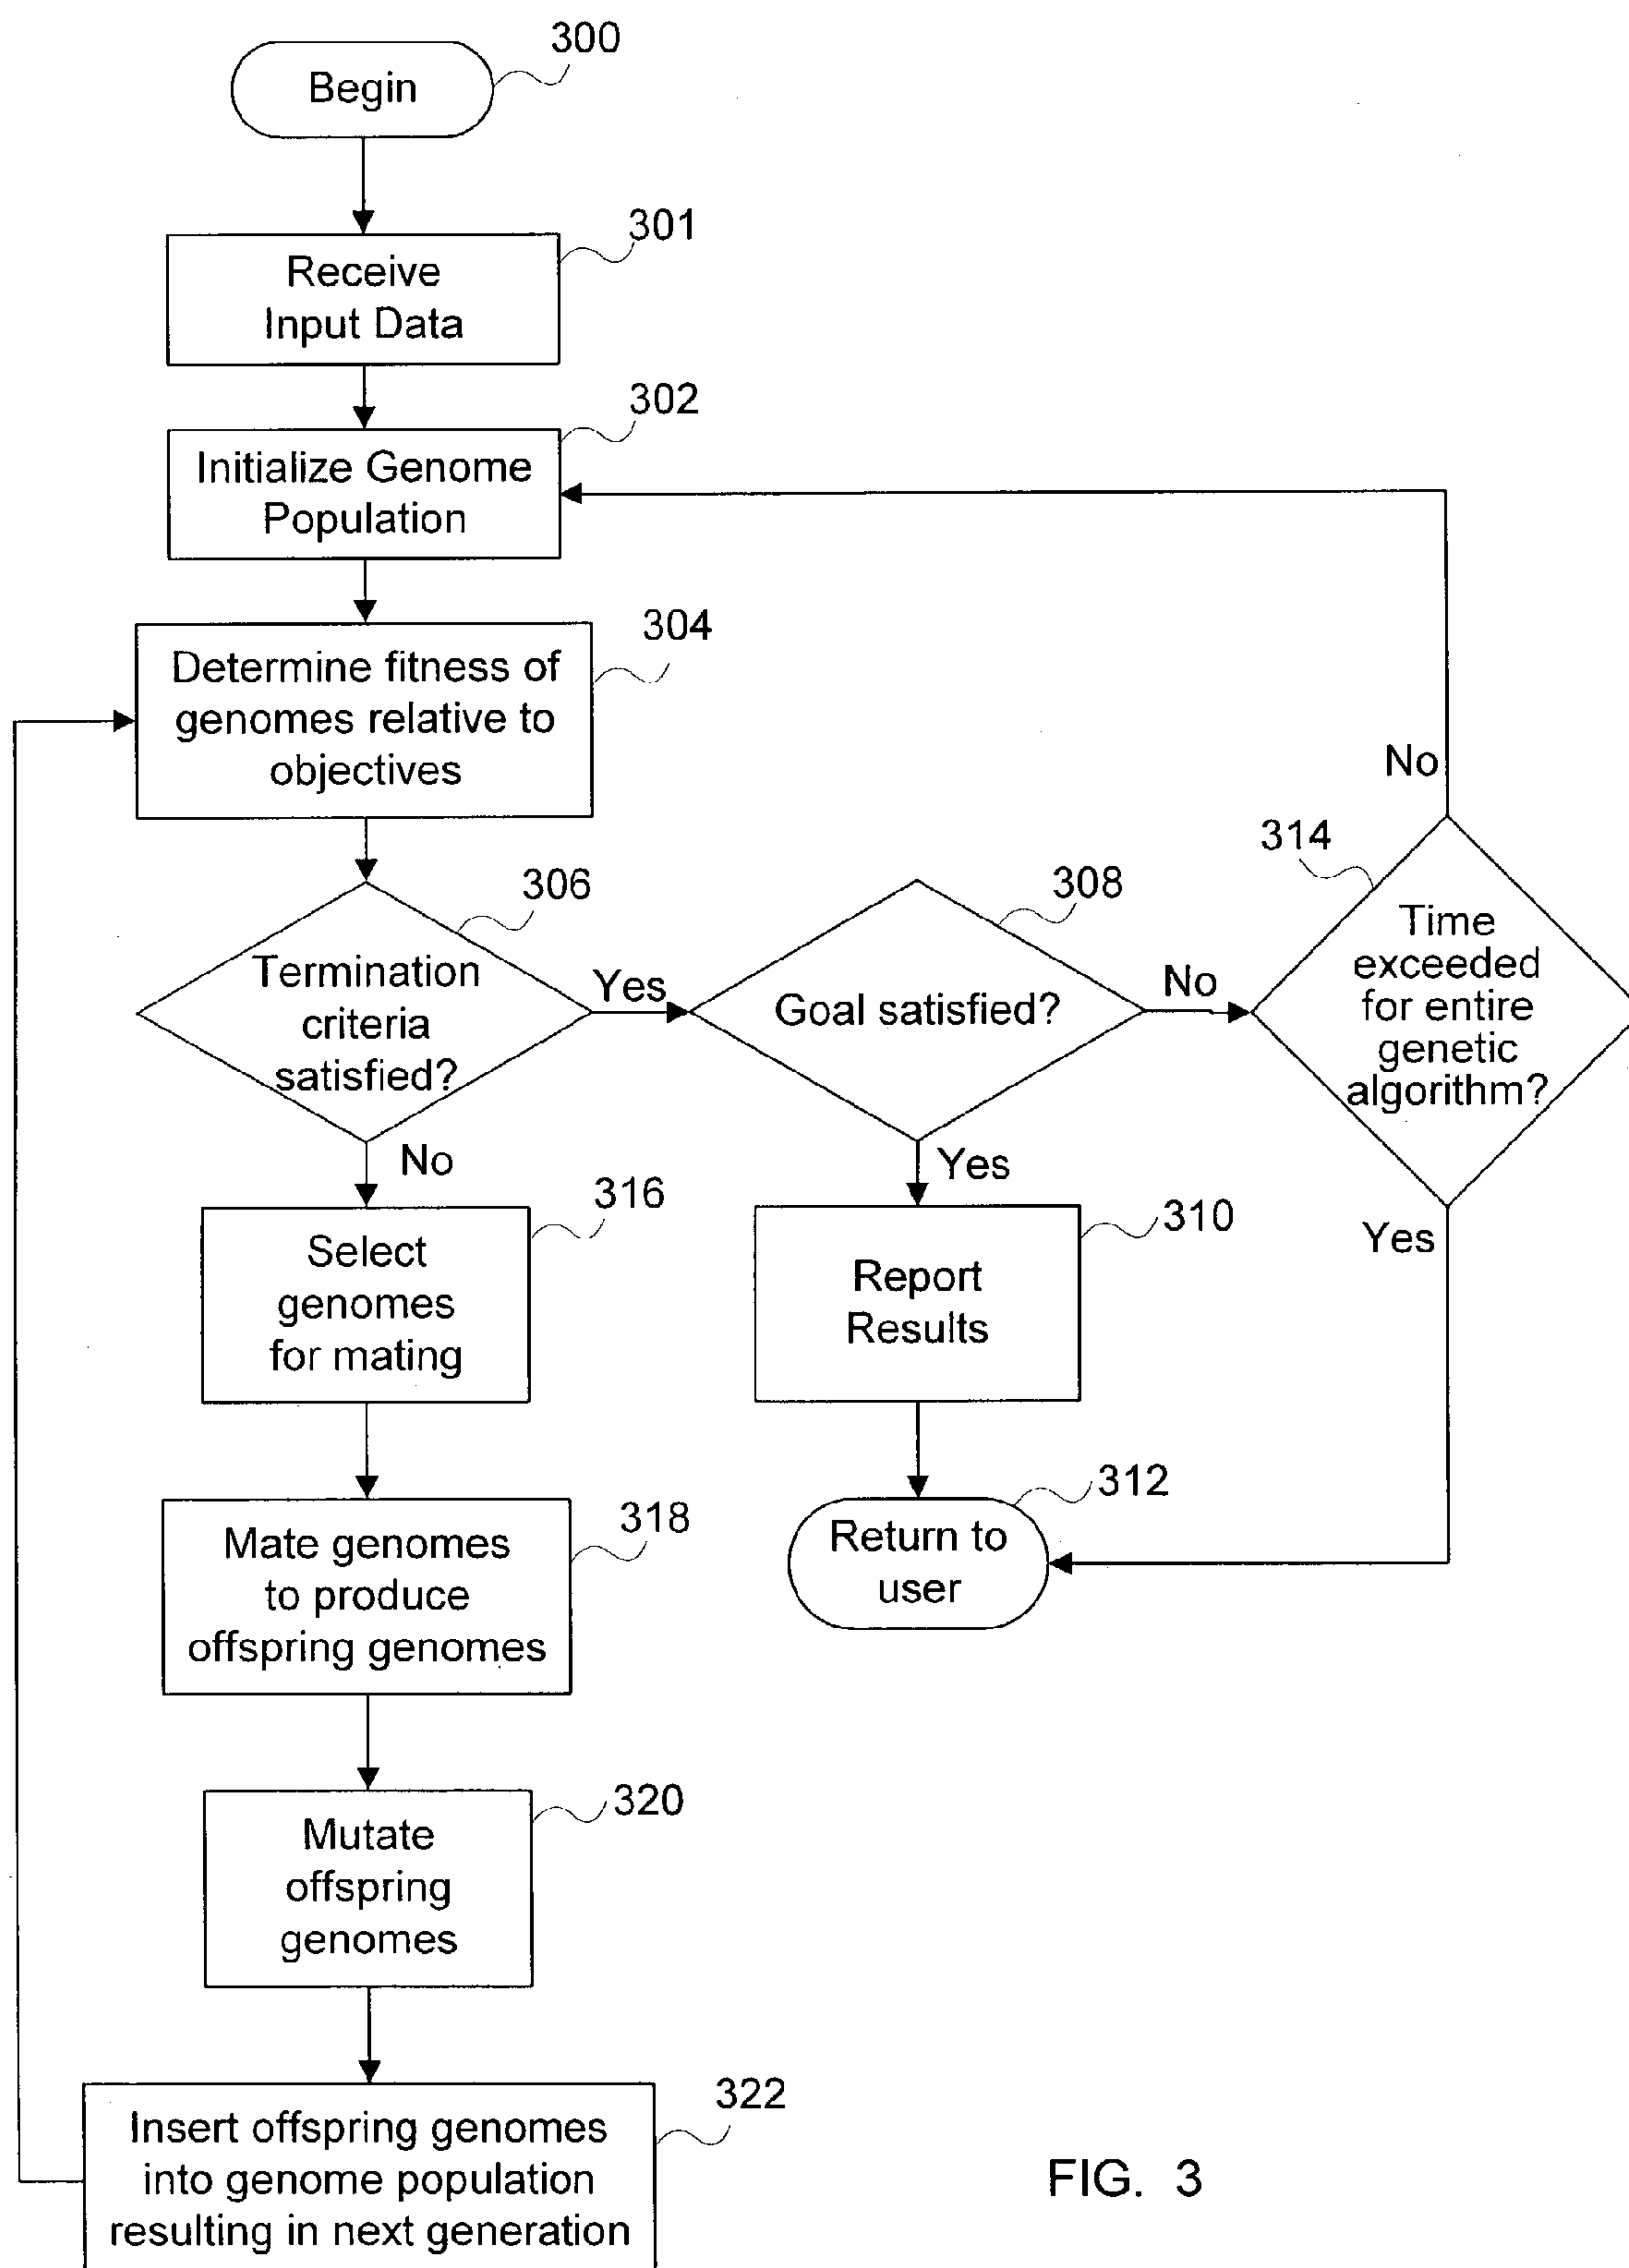 300
Begin
301
Receive
Input Data
302
Initialize Genome
Population
304
Determine fitness of
genomes relative to
objectives
No
314
306
308
Termination
criteria
satisfied?
Yes
Goal satisfied?
No
Time
exceeded
for entire
genetic
algorithm?
No
Yes
Yes
316
Select
genomes
for mating
310
Report
Results
318
Mate genomes
to produce
offspring genomes
312
Return to
user
320
Mutate
offspring
genomes
322
Insert offspring genomes
into genome population
resulting in next generation
FIG. 3